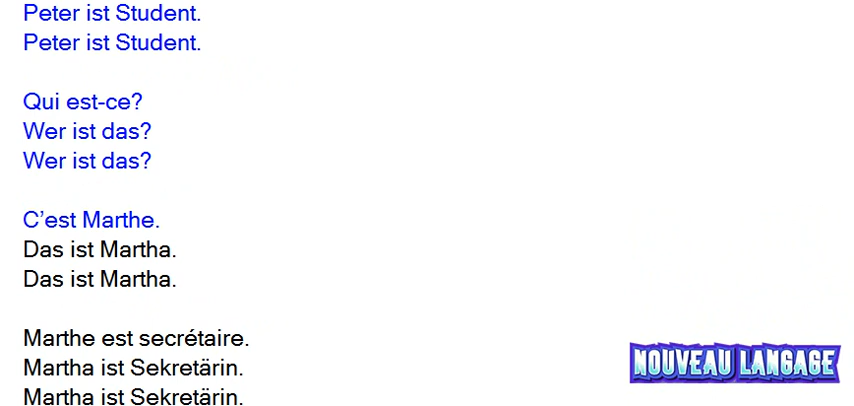 Peter ist Student.
Peter ist Student.
Qui est-ce?
Wer ist das?
Wer ist das?
C’est Marthe.
Das ist Martha.
Das ist Martha.
Marthe est secrétaire.
Martha ist Sekretärin.
Martha ist Sekretärin.
NOUVEAU LANGAGE